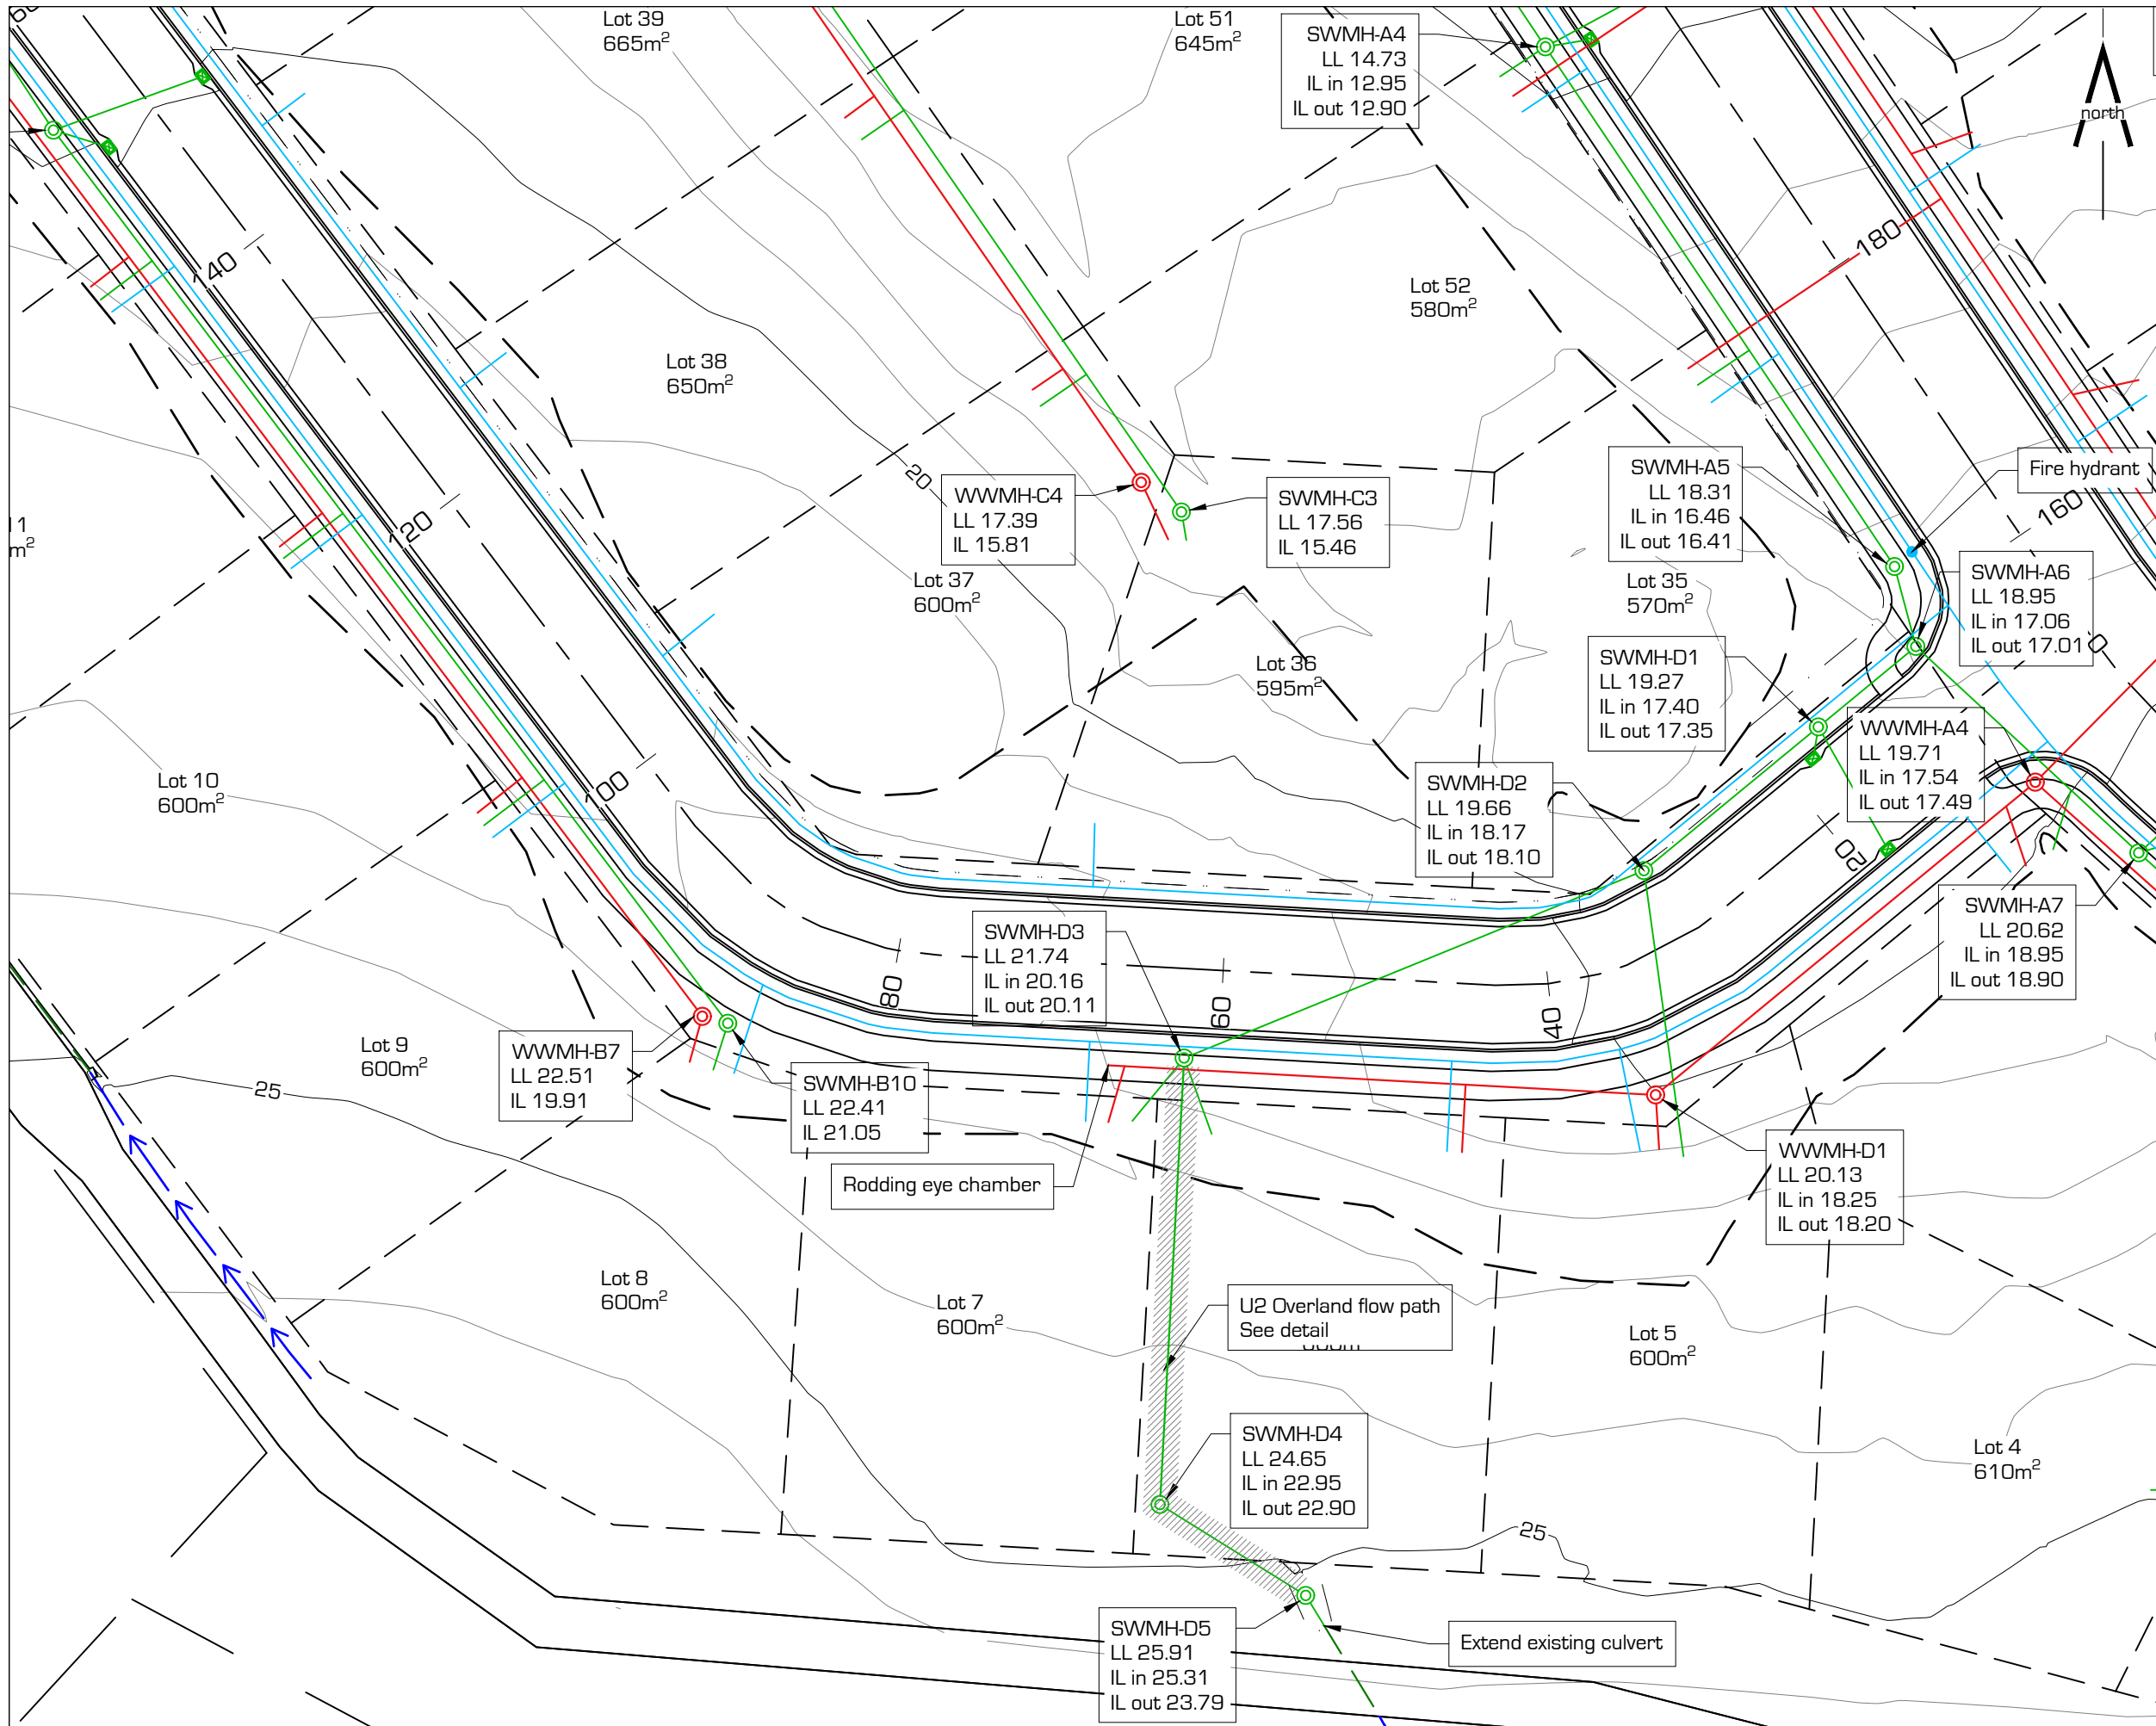 Lot 39
665m²
Lot 51
645m²
SWMH-A4
LL 14.73
IL in 12.95
IL out 12.90
north
140
180
Lot 52
580m²
Lot 38
650m²
20
WWMH-C4
LL 17.39
IL 15.81
SWMH-C3
LL 17.56
IL 15.46
SWMH-A5
LL 18.31
IL in 16.46
IL out 16.41
Fire hydrant
160
120
m²
Lot 37
600m²
Lot 35
570m²
SWMH-A6
LL 18.95
IL in 17.06
IL out 17.01
0
Lot 36
595m²
SWMH-D1
LL 19.27
IL in 17.40
IL out 17.35
WWMH-A4
LL 19.71
IL in 17.54
IL out 17.49
Lot 10
600m²
100
SWMH-D2
LL 19.66
IL in 18.17
IL out 18.10
20
SWMH-A7
LL 20.62
IL in 18.95
IL out 18.90
SWMH-D3
LL 21.74
IL in 20.16
IL out 20.11
80
60
40
Lot 9
600m²
WWMH-B7
LL 22.51
IL 19.91
SWMH-B10
LL 22.41
IL 21.05
25
Rodding eye chamber
WWMH-D1
LL 20.13
IL in 18.25
IL out 18.20
Lot 8
600m²
Lot 7
600m²
U2 Overland flow path
See detail
Lot 5
600m²
SWMH-D4
LL 24.65
IL in 22.95
IL out 22.90
Lot 4
610m²
25
SWMH-D5
LL 25.91
IL in 25.31
IL out 23.79
Extend existing culvert